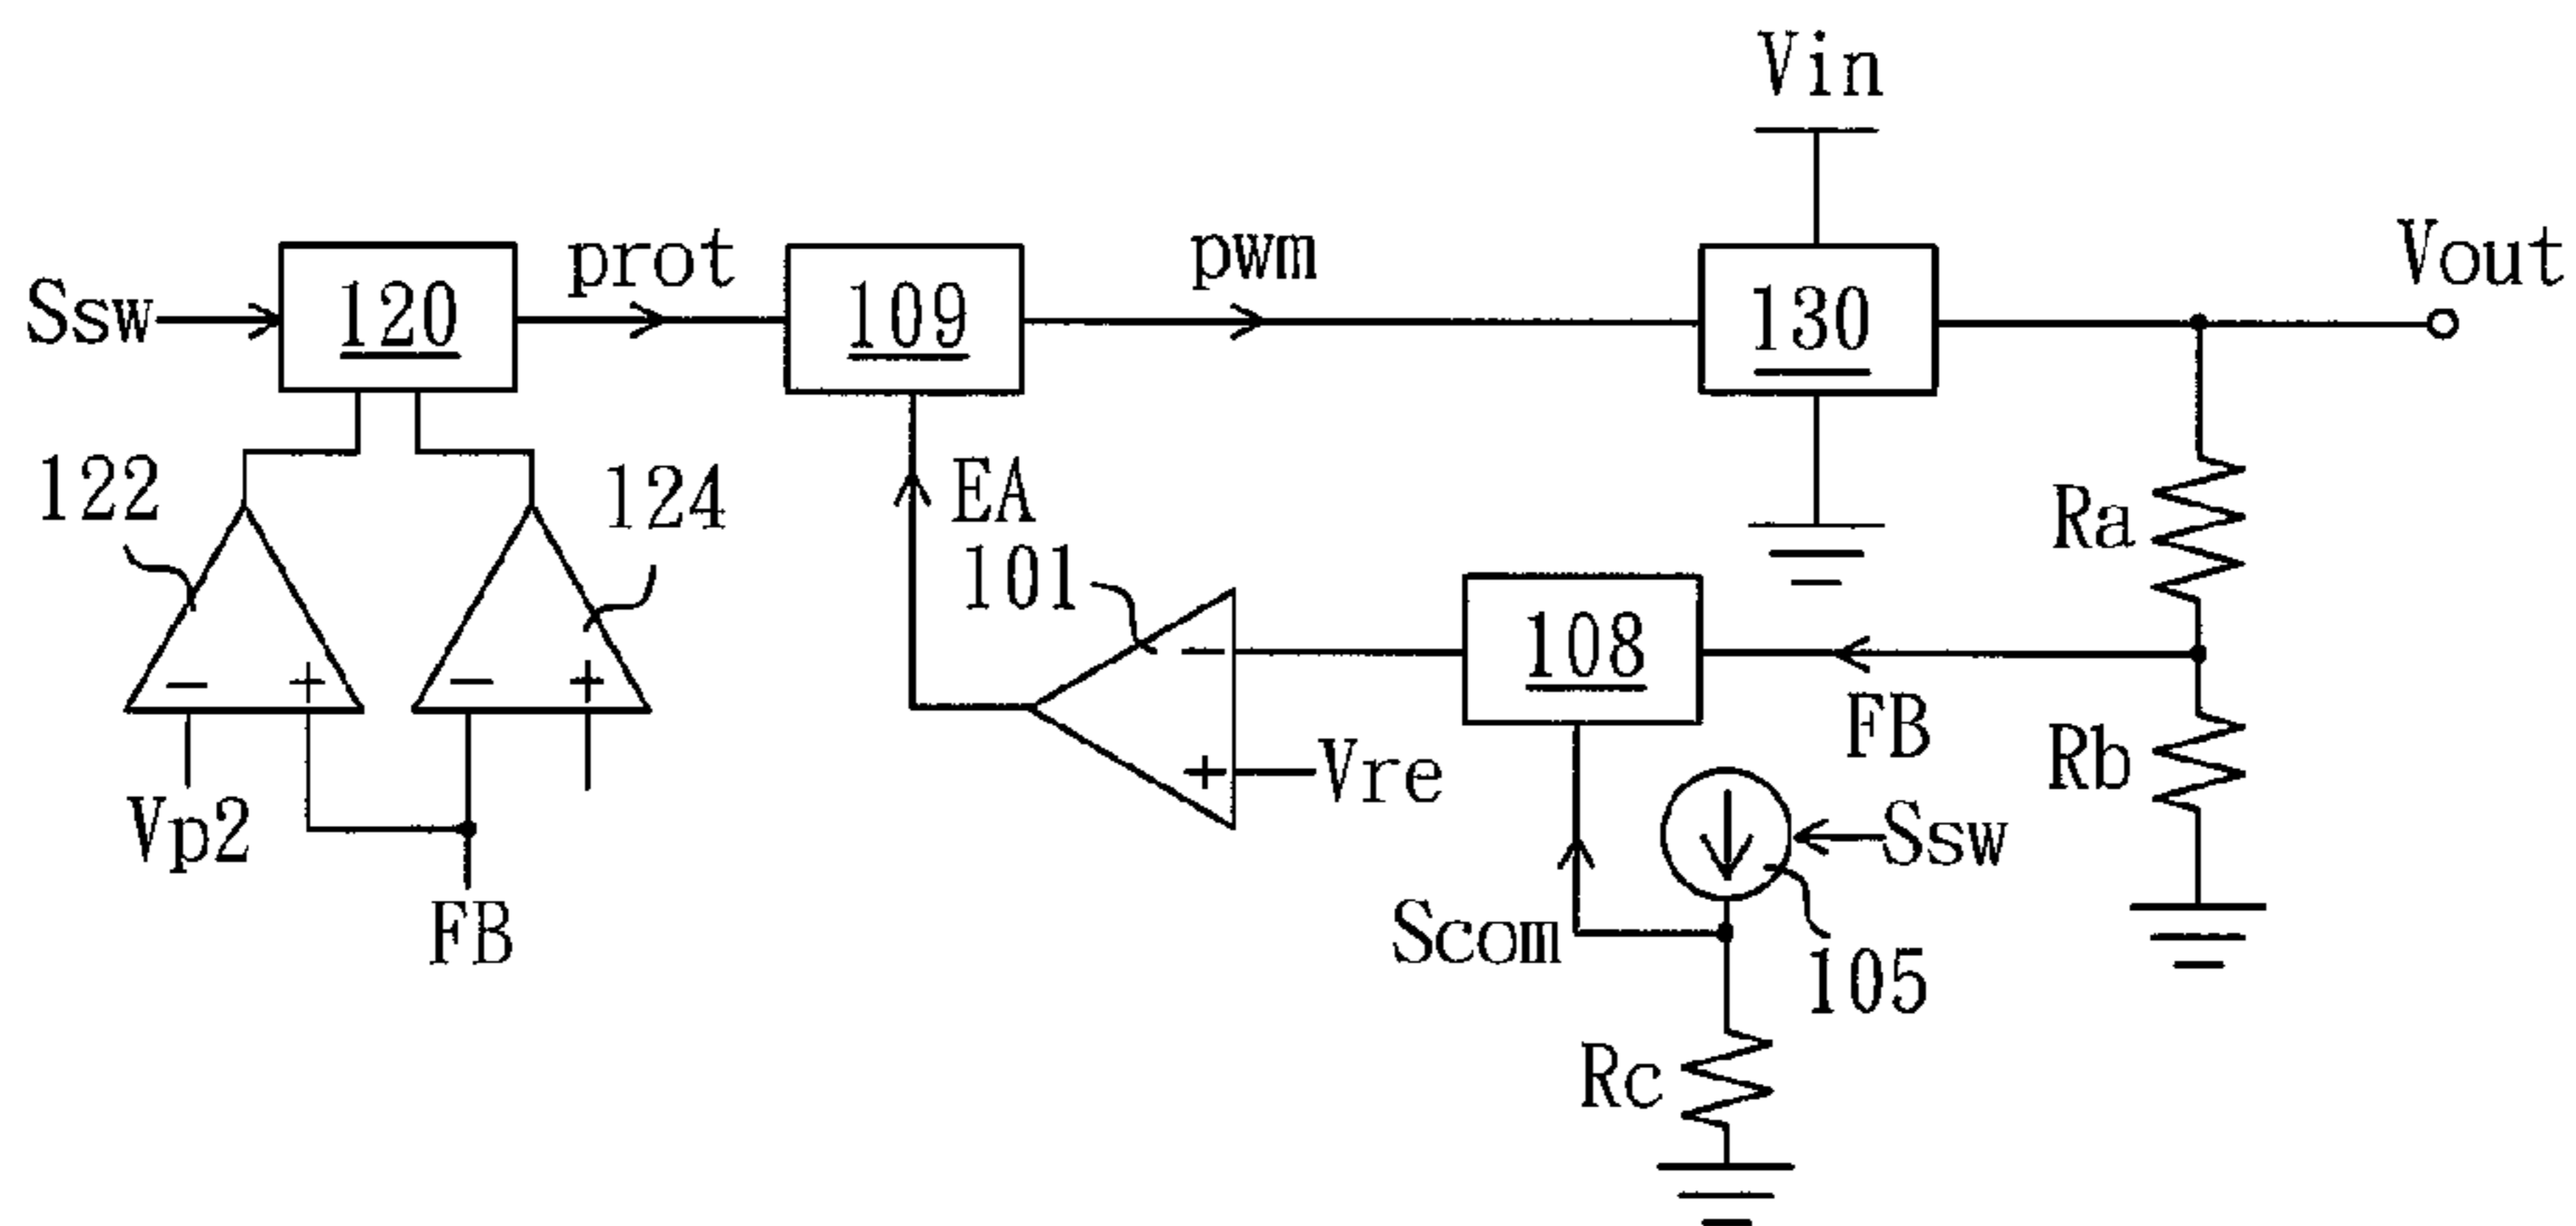 Vin
Ssw
120
prot
109
pwm
130
Vout
122
124
EA
101
108
Ra
FB
Rb
Vre
Vp2
FB
Ssw
Scom
105
Rc